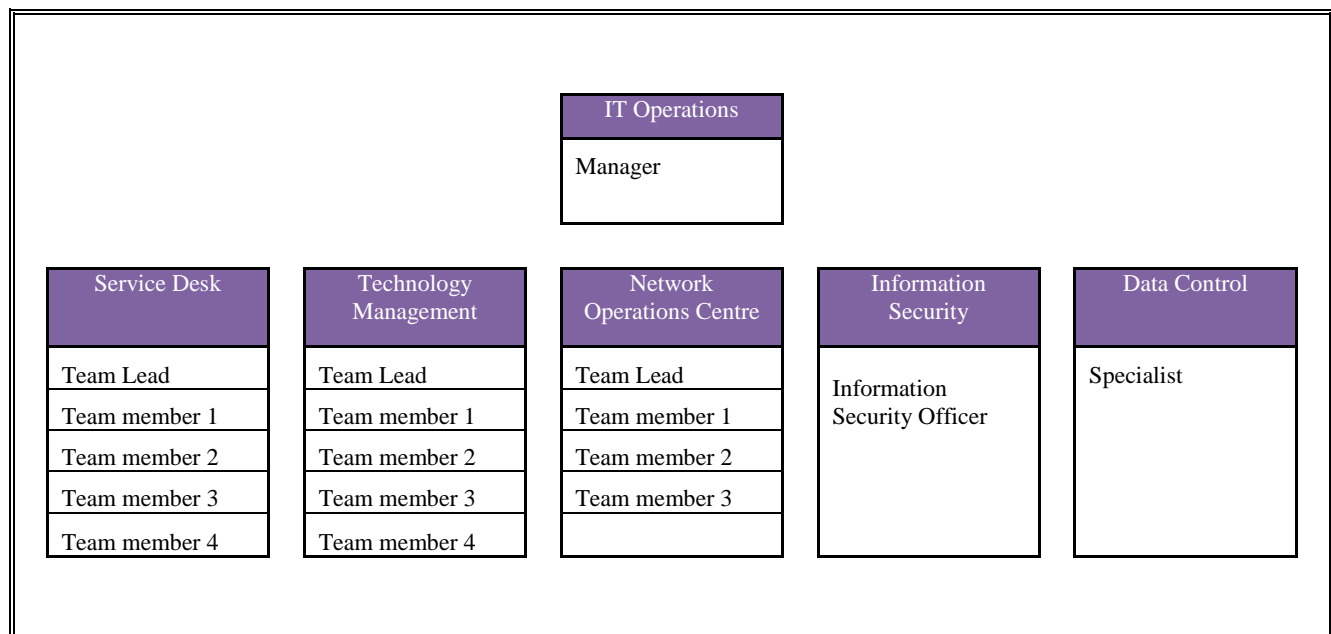 IT Operations
Manager
Service Desk
Team Lead
Team member 1
Team member 2
Team member 3
Team member 4
Technology
Management
Team Lead
Team member 1
Team member 2
Team member 3
Team member 4
Network
Operations Centre
Team Lead
Team member 1
Team member 2
Team member 3
Information
Security
Information
Security Officer
Data Control
Specialist